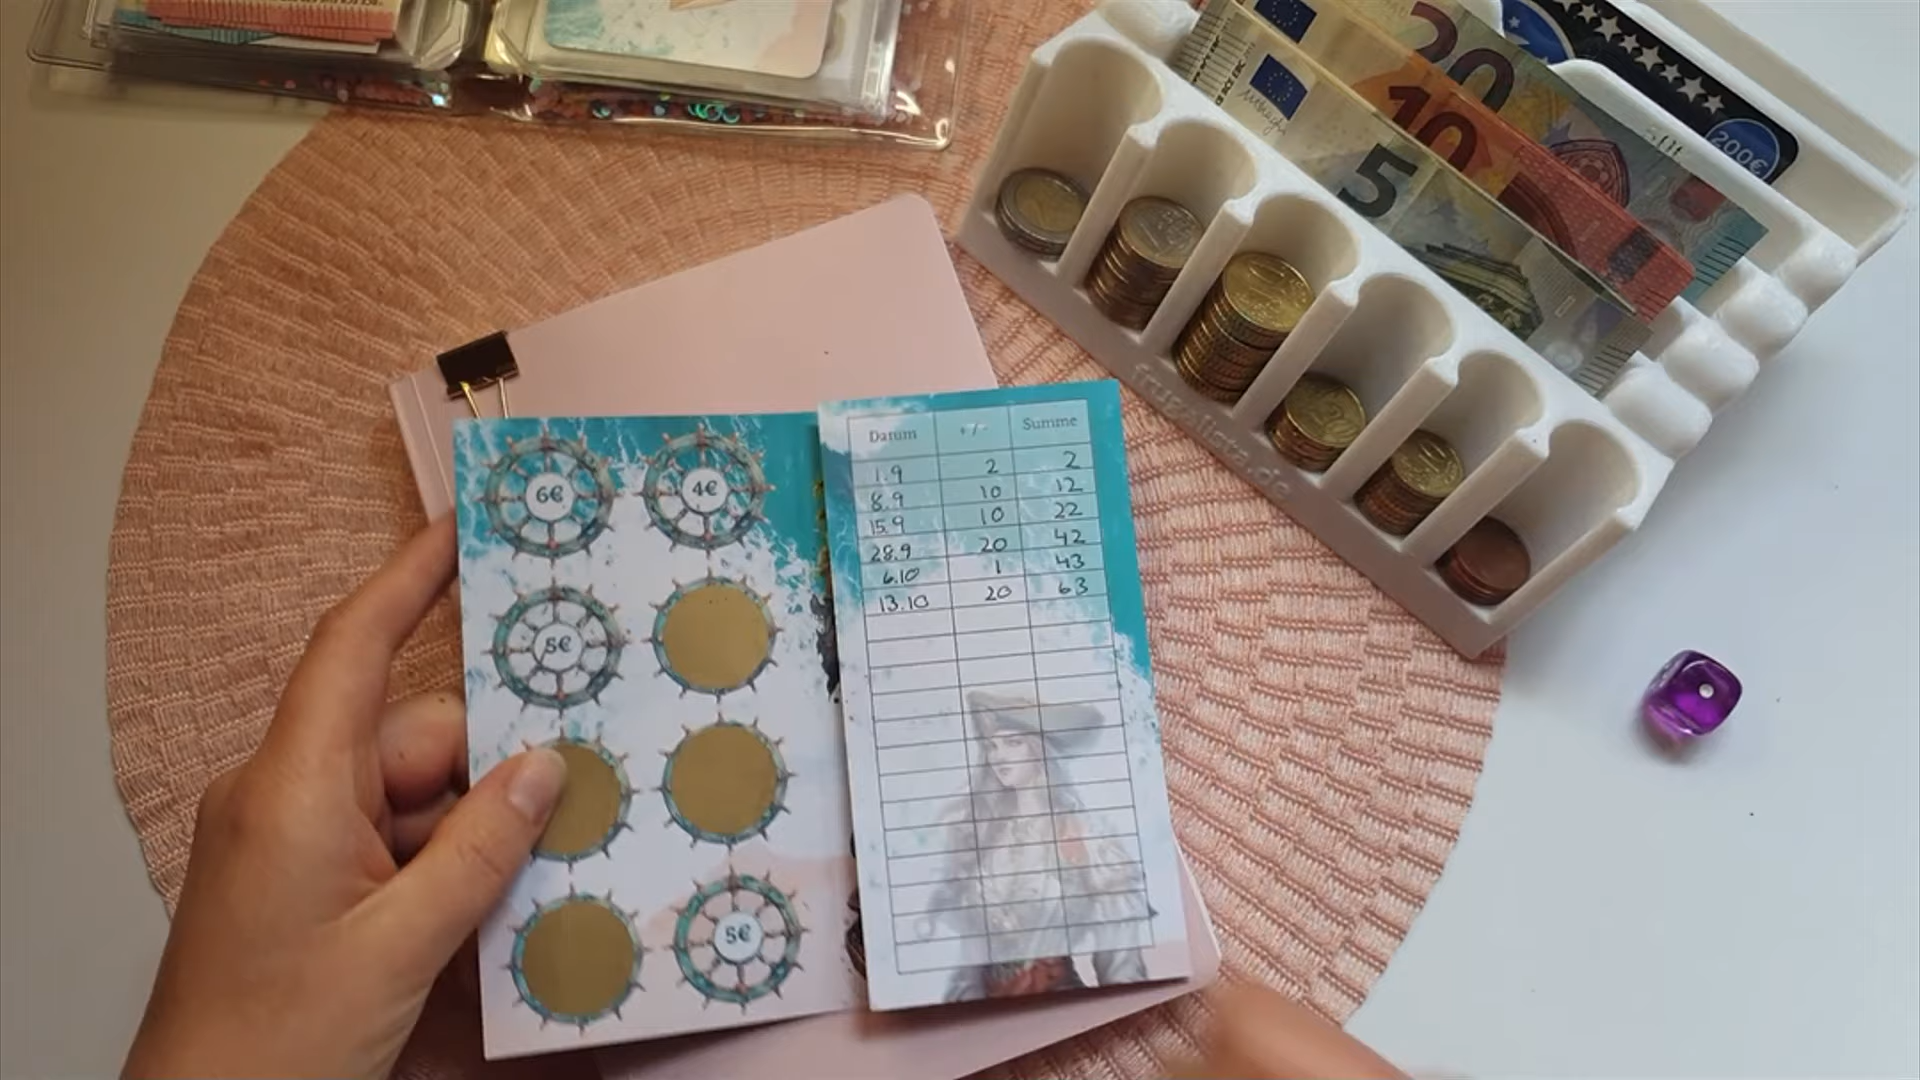 20
10
5
200€
frugalistra.de
6€
4€
5€
5€
Datum +/- Summe
1.9 2 2
8.9 10 12
15.9 10 22
28.9 20 42
6.10 1 43
13.10 20 63